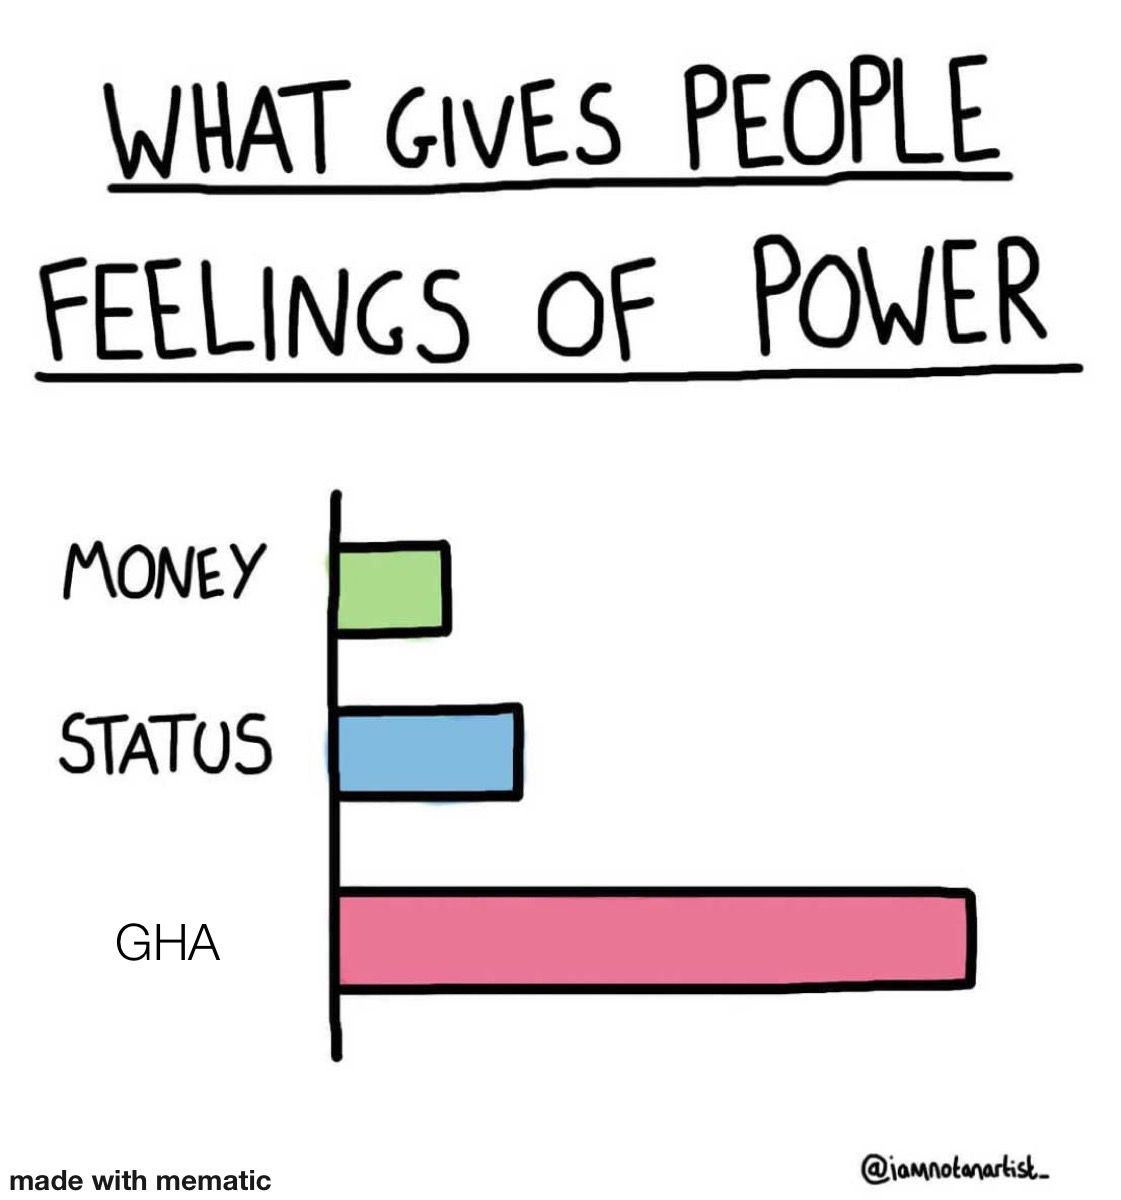 WHAT GIVES PEOPLE
FEELINGS OF POWER
MONEY
STATUS
GHA
made with mematic
@iamnotanartist_